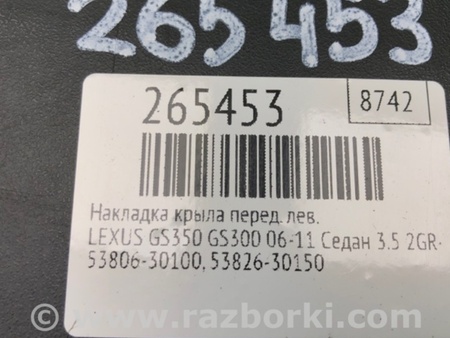 265453
265453
8742
Накладка крыла перед. лев.
LEXUS GS350 GS300 06-11 Седан 3.5 2GR-
53806-30100, 53826-30150
© www.razborki.com